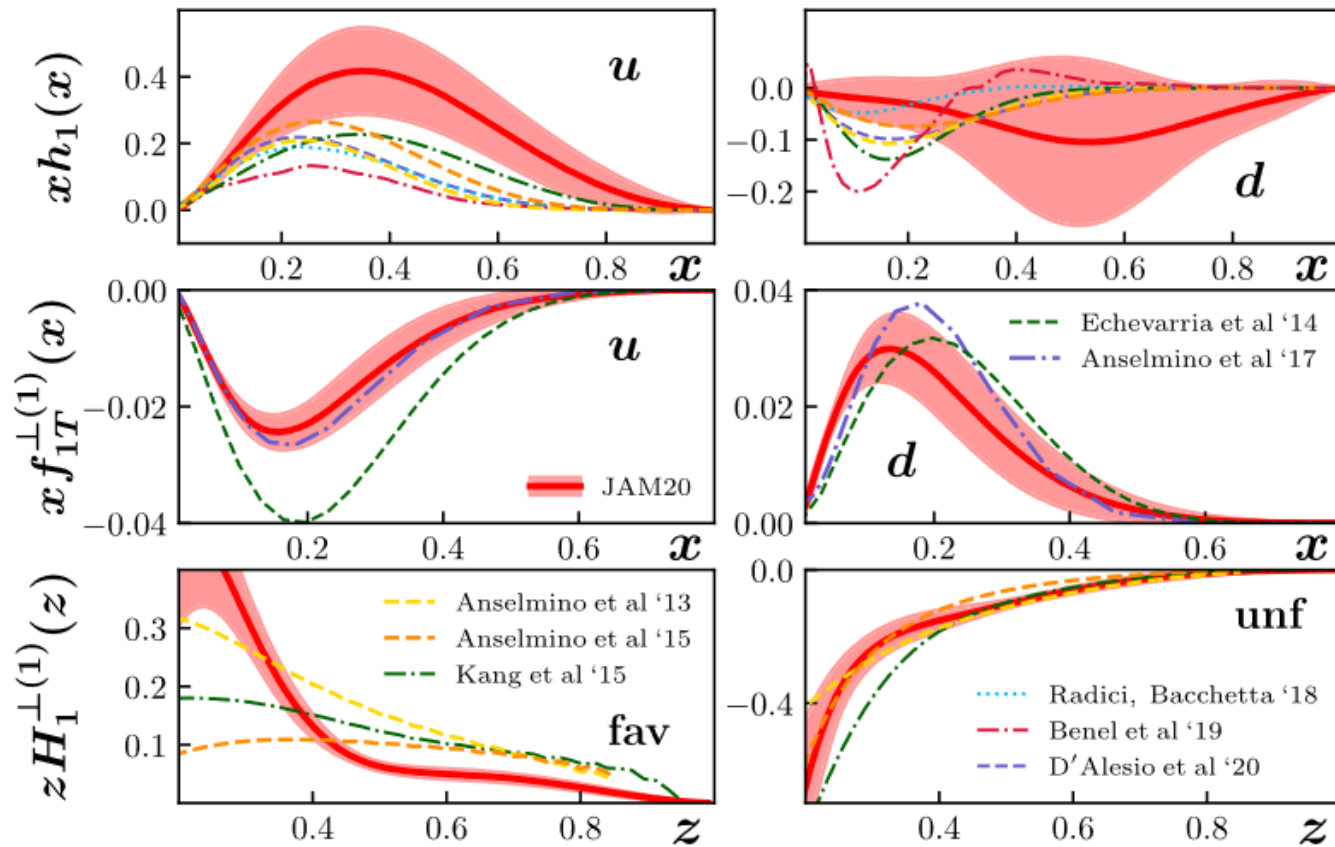 xh₁(x)
0.4
0.2
0.0
u
0.2 0.4 0.6 0.8 x
0.0
−0.1
−0.2
d
0.2 0.4 0.6 0.8 x
xf₁T^⊥(1)(x)
0.00
−0.02
−0.04
u
JAM20
0.2 0.4 0.6 x
0.04
0.02
0.00
Echevarria et al ‘14
Anselmino et al ‘17
d
0.2 0.4 0.6 x
zH₁^⊥(1)(z)
0.3
0.2
0.1
Anselmino et al ‘13
Anselmino et al ‘15
Kang et al ‘15
fav
0.4 0.6 0.8 z
0.0
−0.4
unf
Radici, Bacchetta ‘18
Benel et al ‘19
D′Alesio et al ‘20
0.4 0.6 0.8 z